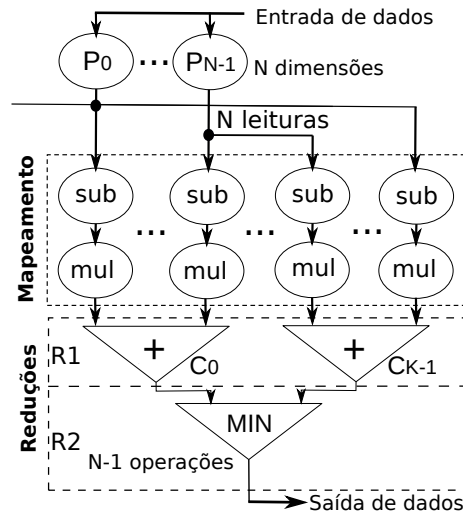 Entrada de dados
P0 ... PN-1
N dimensões
N leituras
Mapeamento
sub sub sub sub
... ... ...
mul mul mul mul
Reduções
R1 + +
C0 CK-1
R2 MIN
N-1 operações
Saída de dados